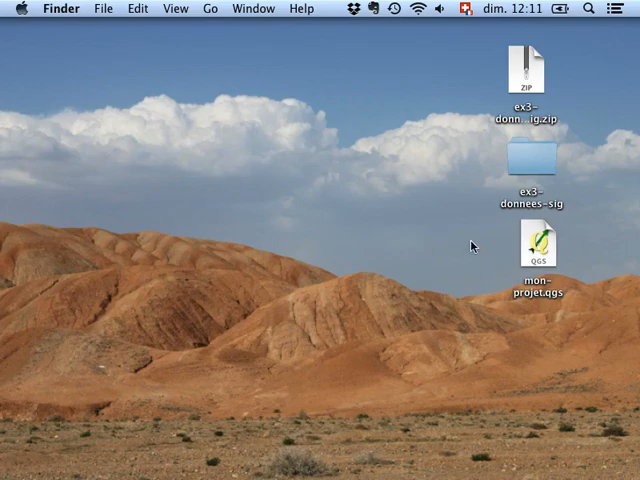 Finder File Edit View Go Window Help dim. 12:11
ZIP
ex3-
donn...ig.zip
ex3-
donnees-sig
QGS
mon-
projet.qgs